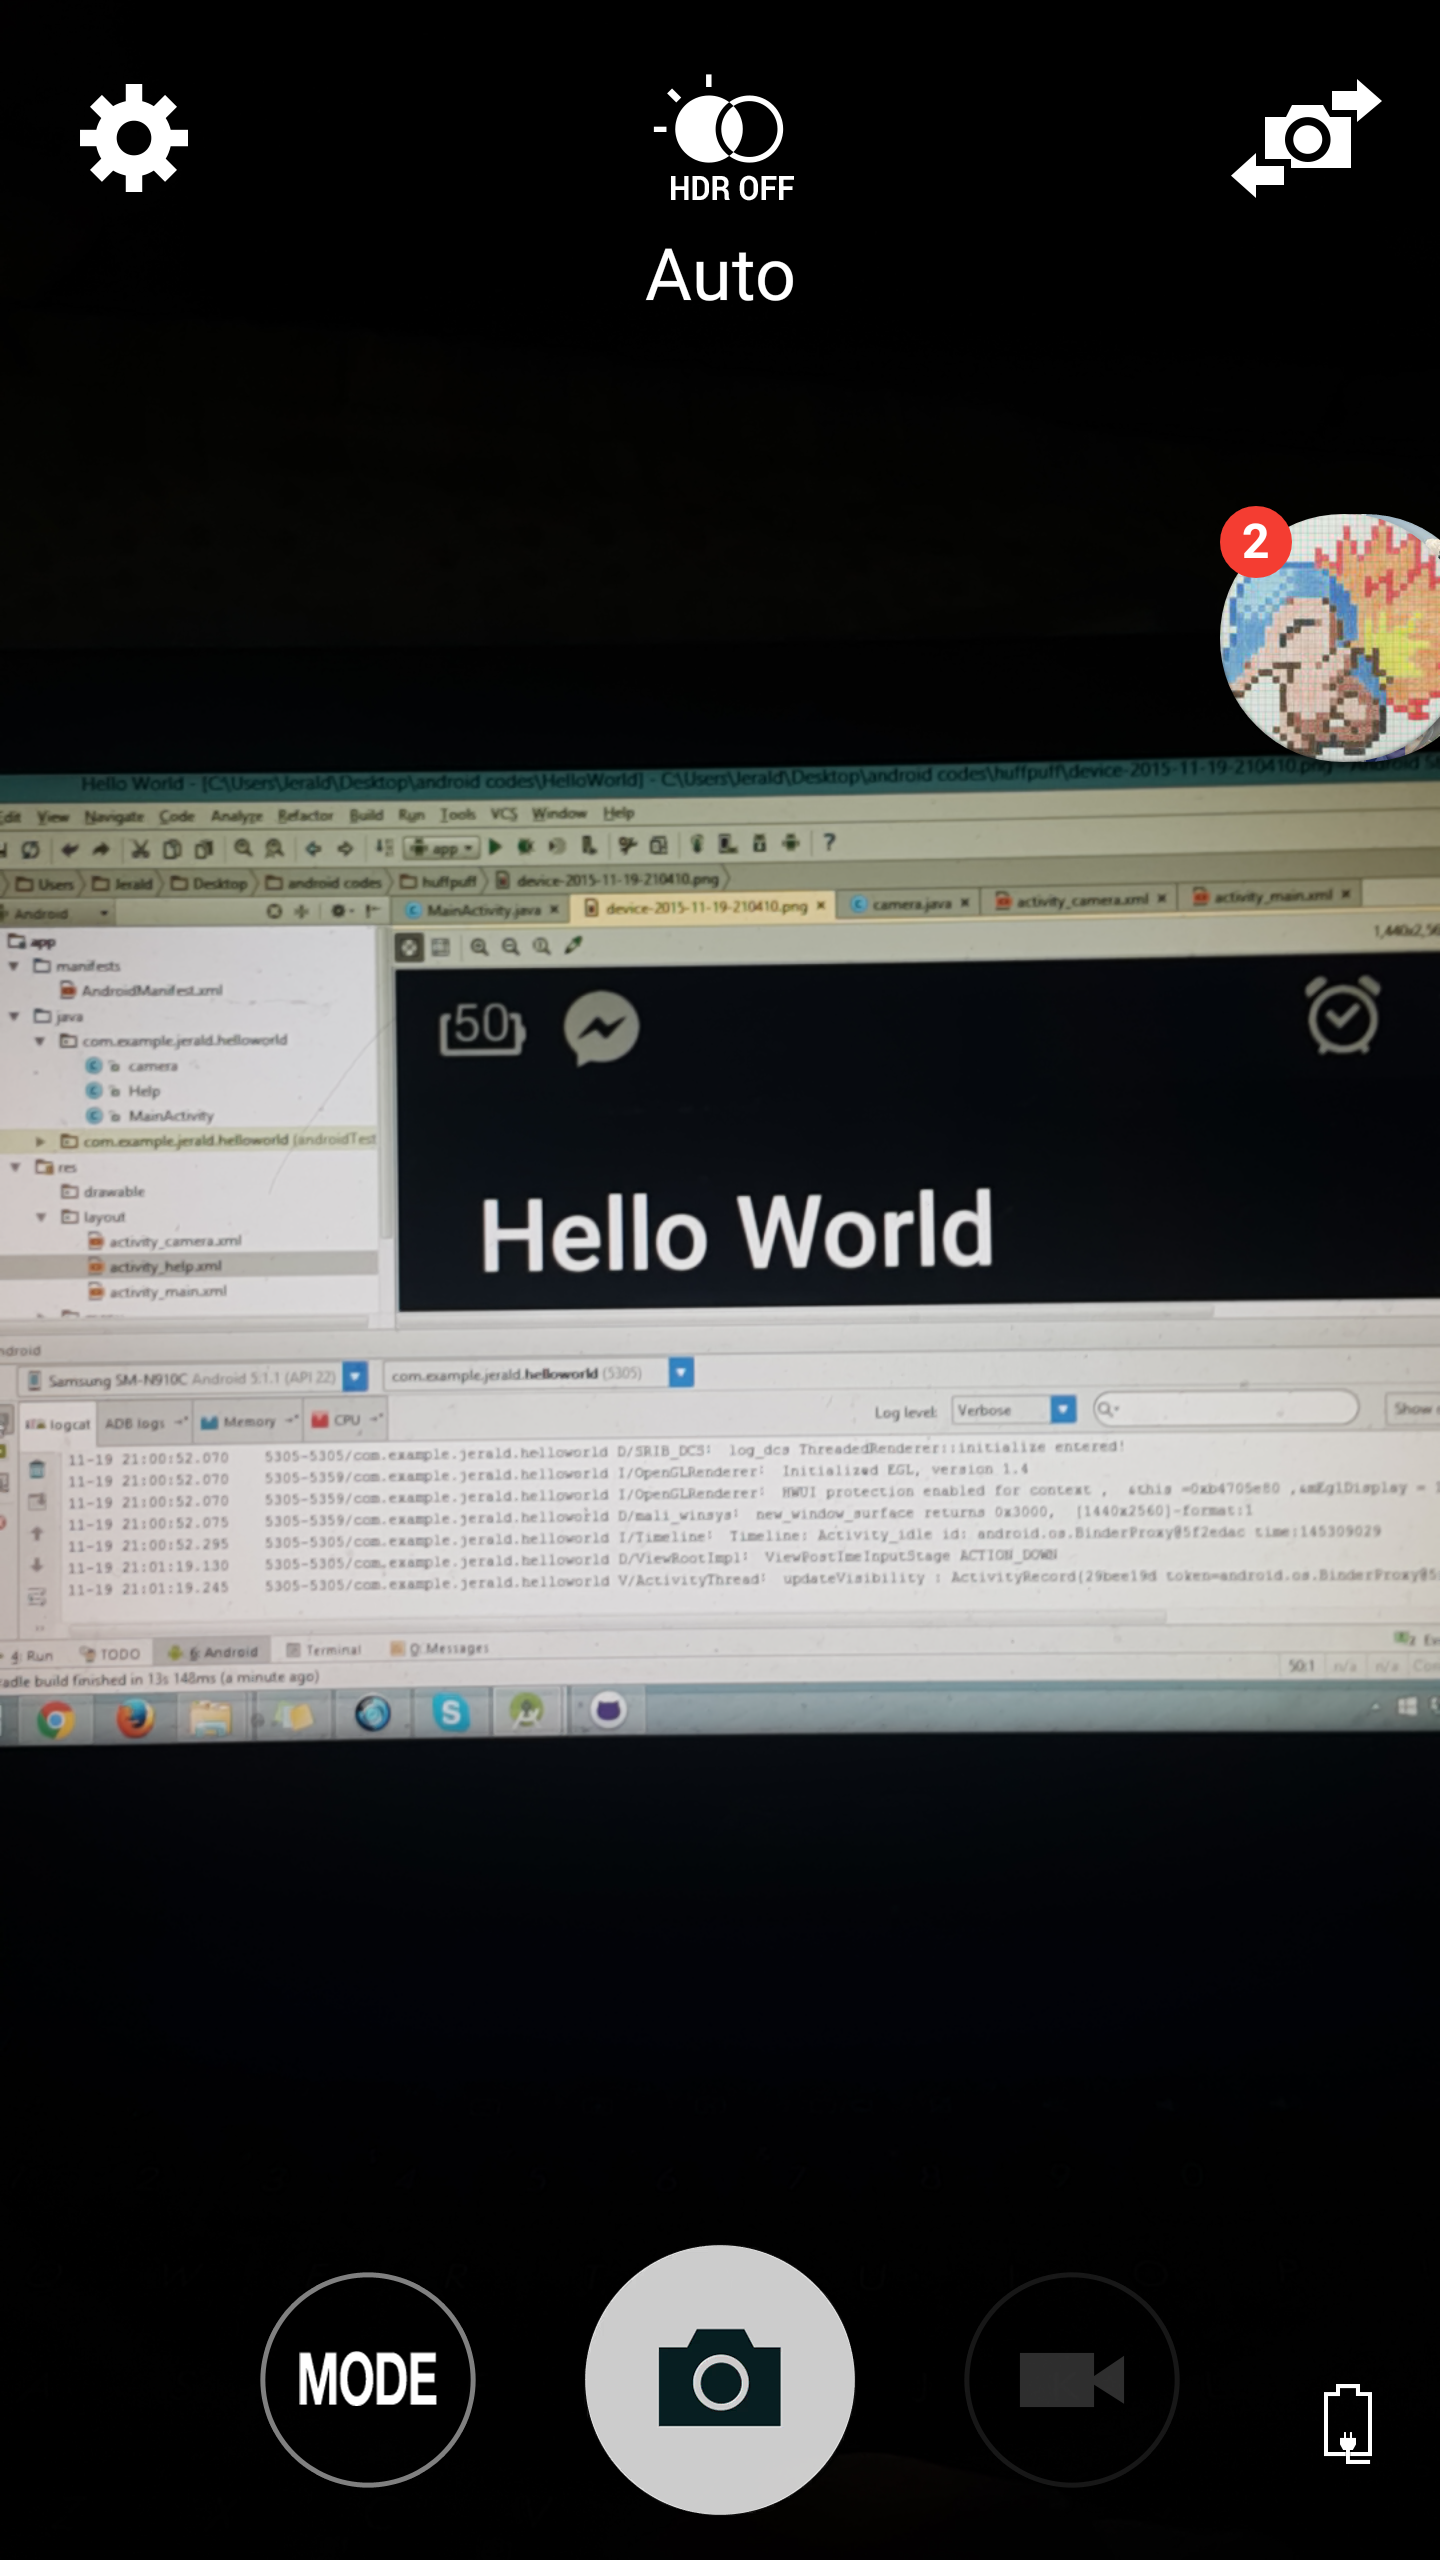 HDR OFF
Auto
2
Hello World - [C:\Users\Jerald\Desktop\android codes\HelloWorld] - C:\Users\Jerald\Desktop\android codes\huffpuff\device-2015-11-19-210410.png
Edit View Navigate Code Analyze Refactor Build Run Tools VCS Window Help
app
?
Users Jerald Desktop android codes huffpuff device-2015-11-19-210410.png
Android
MainActivity.java device-2015-11-19-210410.png camera.java activity_camera.xml activity_main.xml
app
manifests
AndroidManifest.xml
java
com.example.jerald.helloworld
camera
Help
MainActivity
com.example.jerald.helloworld (androidTest
res
drawable
layout
activity_camera.xml
activity_help.xml
activity_main.xml
50
Hello World
ndroid
Samsung SM-N910C Android 5.1.1 (API 22) com.example.jerald.helloworld (5305)
logcat ADB logs Memory CPU Log level: Verbose Show
11-19 21:00:52.070 5305-5305/com.example.jerald.helloworld D/SRIB_DCS: log_dcs ThreadedRenderer::initialize entered!
11-19 21:00:52.070 5305-5359/com.example.jerald.helloworld I/OpenGLRenderer: Initialized EGL, version 1.4
11-19 21:00:52.070 5305-5359/com.example.jerald.helloworld I/OpenGLRenderer: HWUI protection enabled for context , &this =0xb4705e80 ,&mEglDisplay =
11-19 21:00:52.075 5305-5359/com.example.jerald.helloworld D/mali_winsys: new_window_surface returns 0x3000, [1440x2560]-format:1
11-19 21:00:52.295 5305-5305/com.example.jerald.helloworld I/Timeline: Timeline: Activity_idle id: android.os.BinderProxy@5f2edac time:145309029
11-19 21:01:19.130 5305-5305/com.example.jerald.helloworld D/ViewRootImpl: ViewPostImeInputStage ACTION_DOWN
11-19 21:01:19.245 5305-5305/com.example.jerald.helloworld V/ActivityThread: updateVisibility : ActivityRecord{29bee19d token=android.os.BinderProxy@5
4: Run TODO 6: Android Terminal 0: Messages
adle build finished in 13s 148ms (a minute ago)
50:1 n/a n/a
MODE